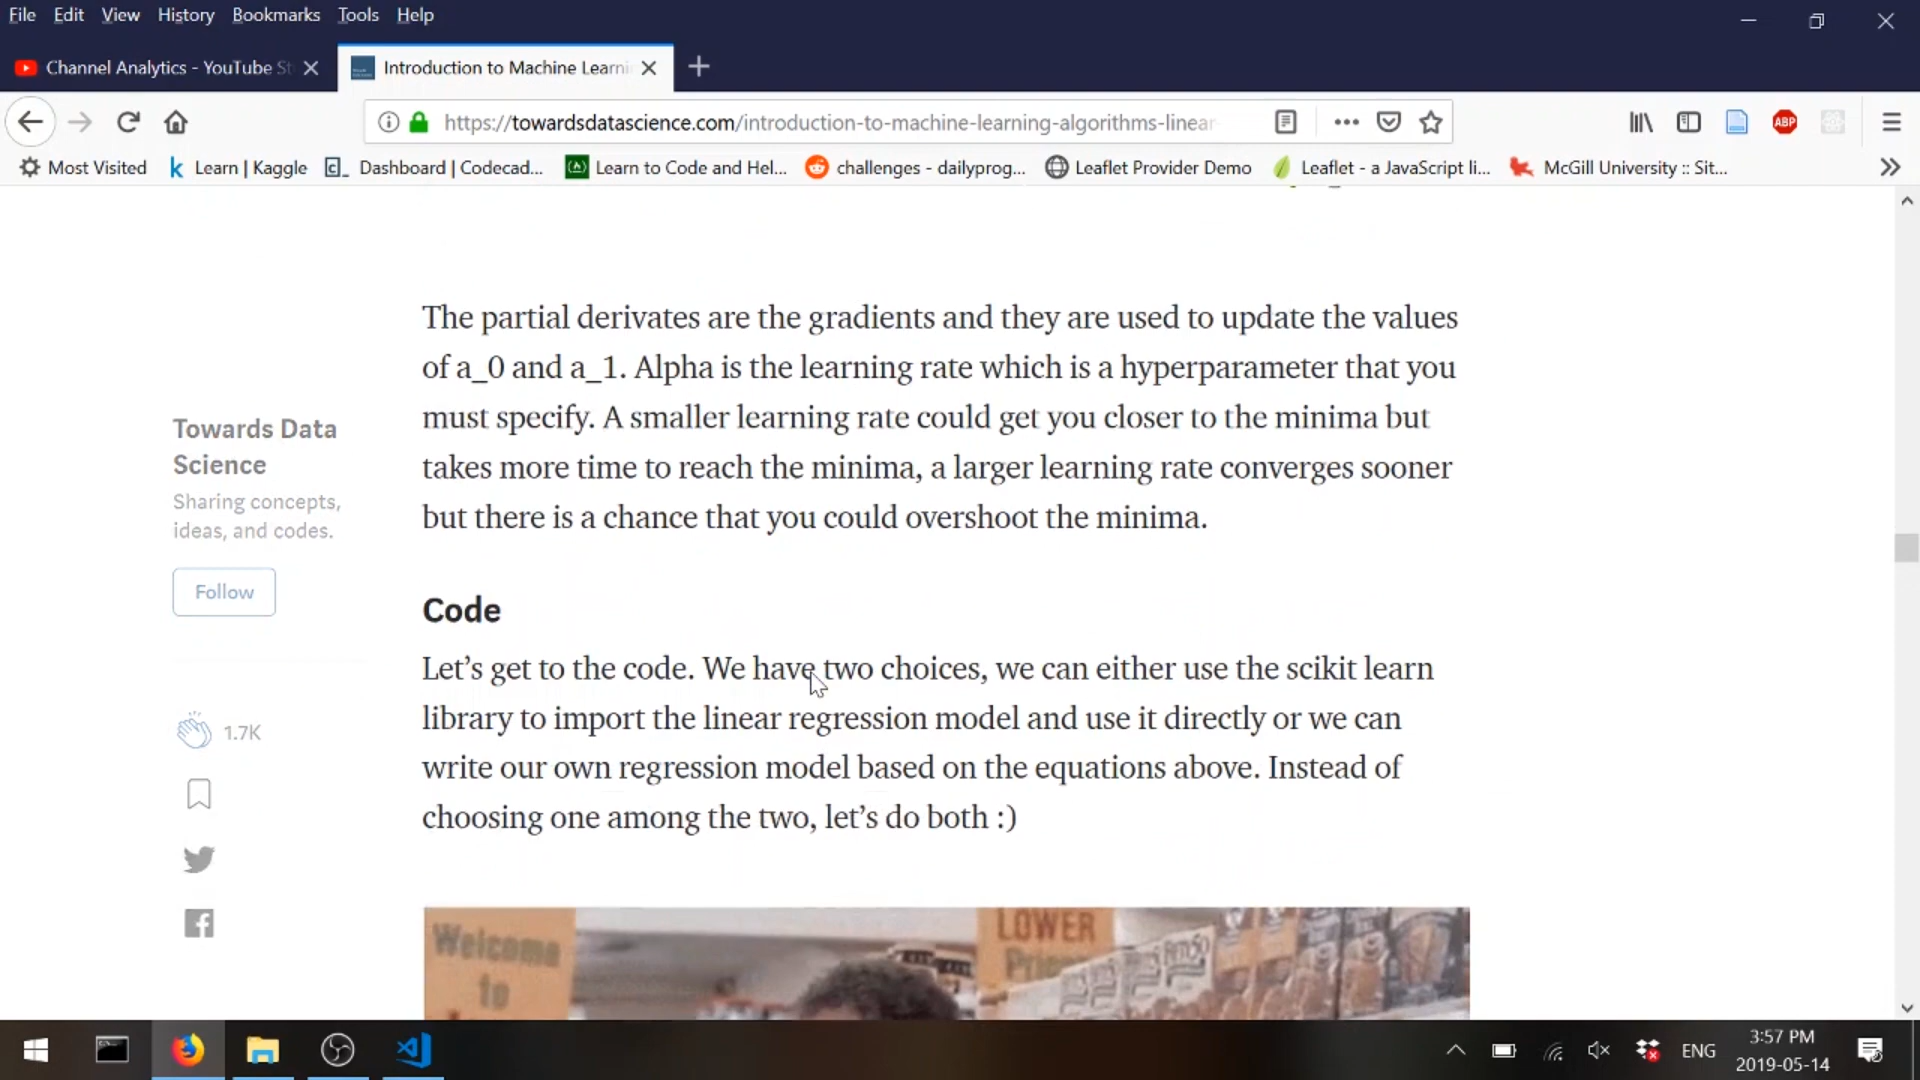 File Edit View History Bookmarks Tools Help
Channel Analytics - YouTube St
Introduction to Machine Learni
https://towardsdatascience.com/introduction-to-machine-learning-algorithms-linear-
Most Visited
Learn | Kaggle
Dashboard | Codecad...
Learn to Code and Hel...
challenges - dailyprog...
Leaflet Provider Demo
Leaflet - a JavaScript li...
McGill University :: Sit...
ABP
The partial derivates are the gradients and they are used to update the values
of a_0 and a_1. Alpha is the learning rate which is a hyperparameter that you
must specify. A smaller learning rate could get you closer to the minima but
takes more time to reach the minima, a larger learning rate converges sooner
but there is a chance that you could overshoot the minima.
Towards Data
Science
Sharing concepts,
ideas, and codes.
Follow
1.7K
Code
Let’s get to the code. We have two choices, we can either use the scikit learn
library to import the linear regression model and use it directly or we can
write our own regression model based on the equations above. Instead of
choosing one among the two, let’s do both :)
Welcome
to
LOWER
ENG
3:57 PM
2019-05-14